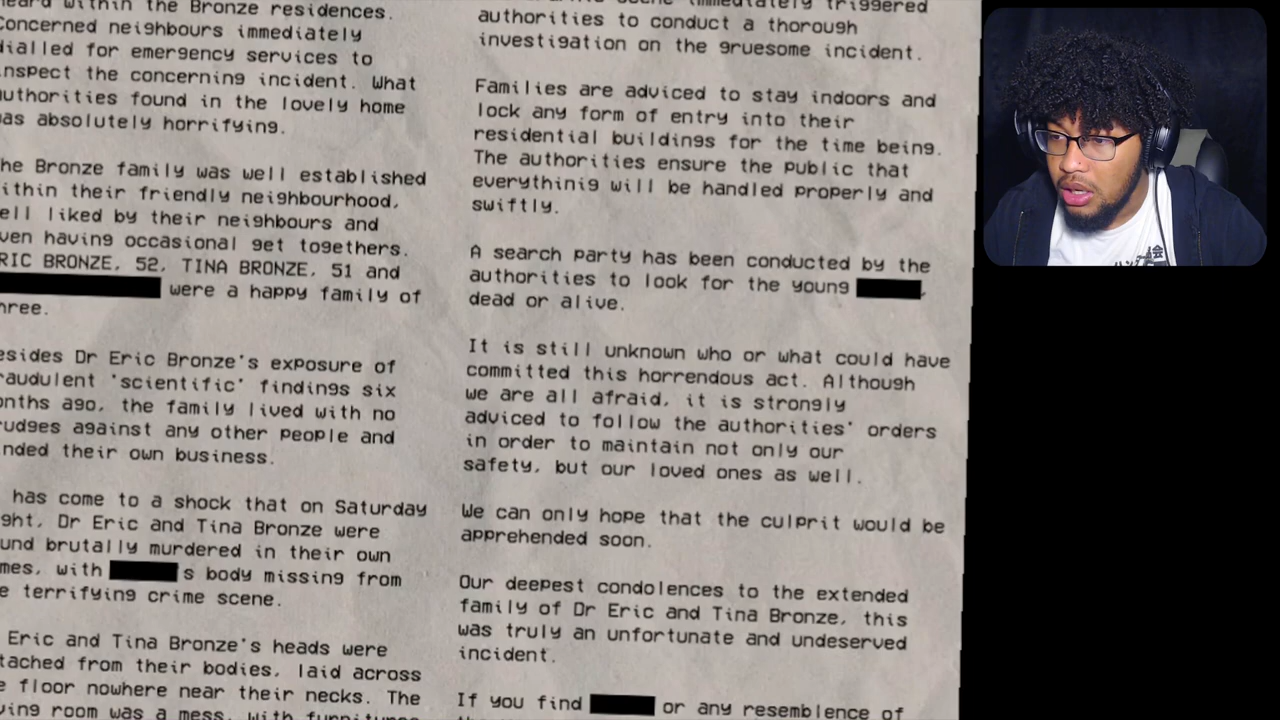 within the Bronze residences.
Concerned neighbours immediately
dialled for emergency services to
inspect the concerning incident. What
authorities found in the lovely home
was absolutely horrifying.
he Bronze family was well established
ithin their friendly neighbourhood,
ell liked by their neighbours and
ven having occasional get togethers.
RIC BRONZE, 52, TINA BRONZE, 51 and
were a happy family of
hree.
esides Dr Eric Bronze's exposure of
raudulent 'scientific' findings six
onths ago, the family lived with no
rudges against any other people and
nded their own business.
has come to a shock that on Saturday
ght, Dr Eric and Tina Bronze were
und brutally murdered in their own
mes, with s body missing from
e terrifying crime scene.
Eric and Tina Bronze's heads were
tached from their bodies, laid across
e floor nowhere near their necks. The
ving room was a mess, with
scene immediately triggered
authorities to conduct a thorough
investigation on the gruesome incident.
Families are adviced to stay indoors and
lock any form of entry into their
residential buildings for the time being.
The authorities ensure the public that
everythinig will be handled properly and
swiftly.
A search party has been conducted by the
authorities to look for the young ,
dead or alive.
It is still unknown who or what could have
committed this horrendous act. Although
we are all afraid, it is strongly
adviced to follow the authorities' orders
in order to maintain not only our
safety, but our loved ones as well.
We can only hope that the culprit would be
apprehended soon.
Our deepest condolences to the extended
family of Dr Eric and Tina Bronze, this
was truly an unfortunate and undeserved
incident.
If you find or any resemblence of